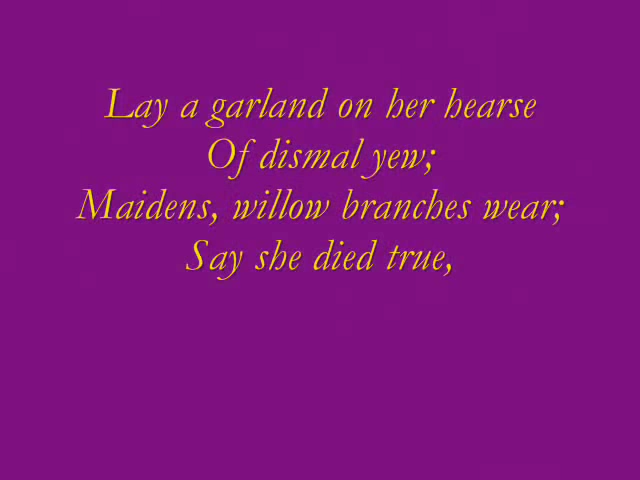 Lay a garland on her hearse
Of dismal yew;
Maidens, willow branches wear;
Say she died true,